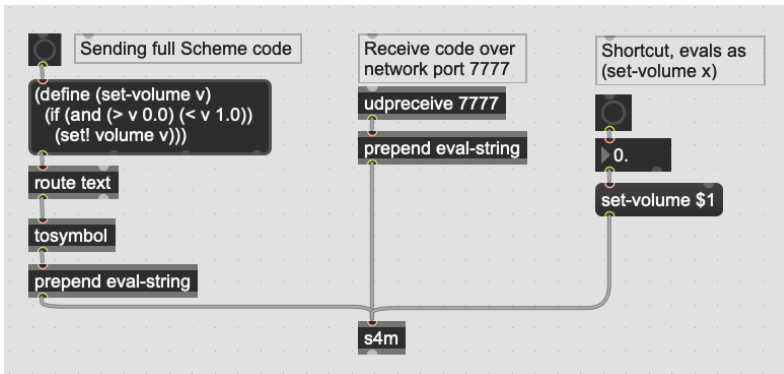 Sending full Scheme code
(define (set-volume v)
(if (and (> v 0.0) (< v 1.0))
(set! volume v)))
route text
tosymbol
prepend eval-string
Receive code over
network port 7777
udpreceive 7777
prepend eval-string
s4m
Shortcut, evals as
(set-volume x)
0.
set-volume $1